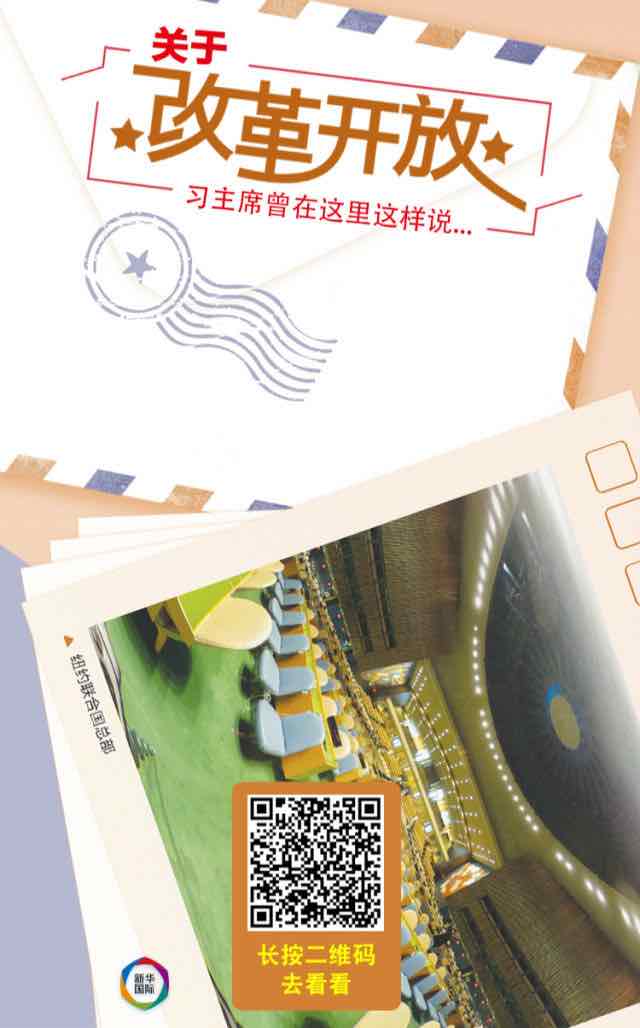 关于
改革开放
习主席曾在这里这样说...
纽约联合国总部
长按二维码
去看看
新华
国际